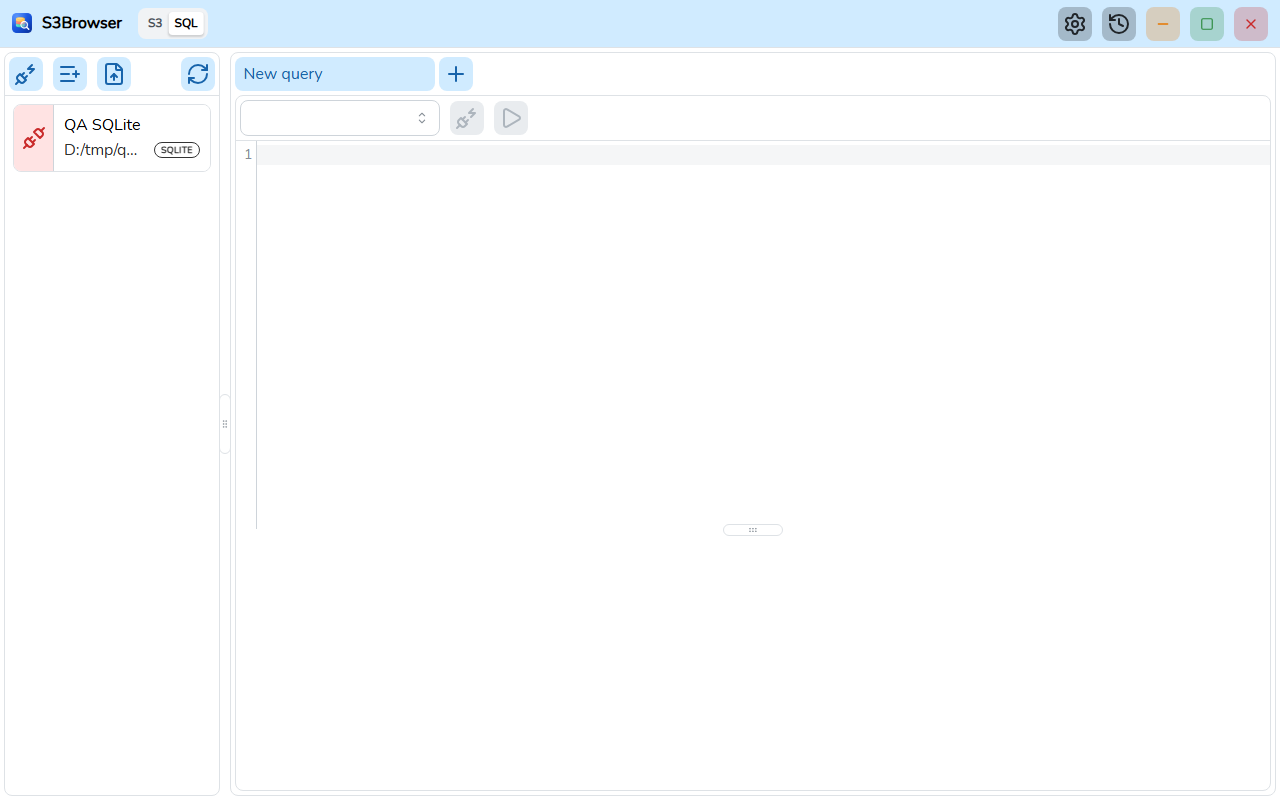 S3Browser
S3
SQL
New query
QA SQLite
D:/tmp/q...
SQLITE
1